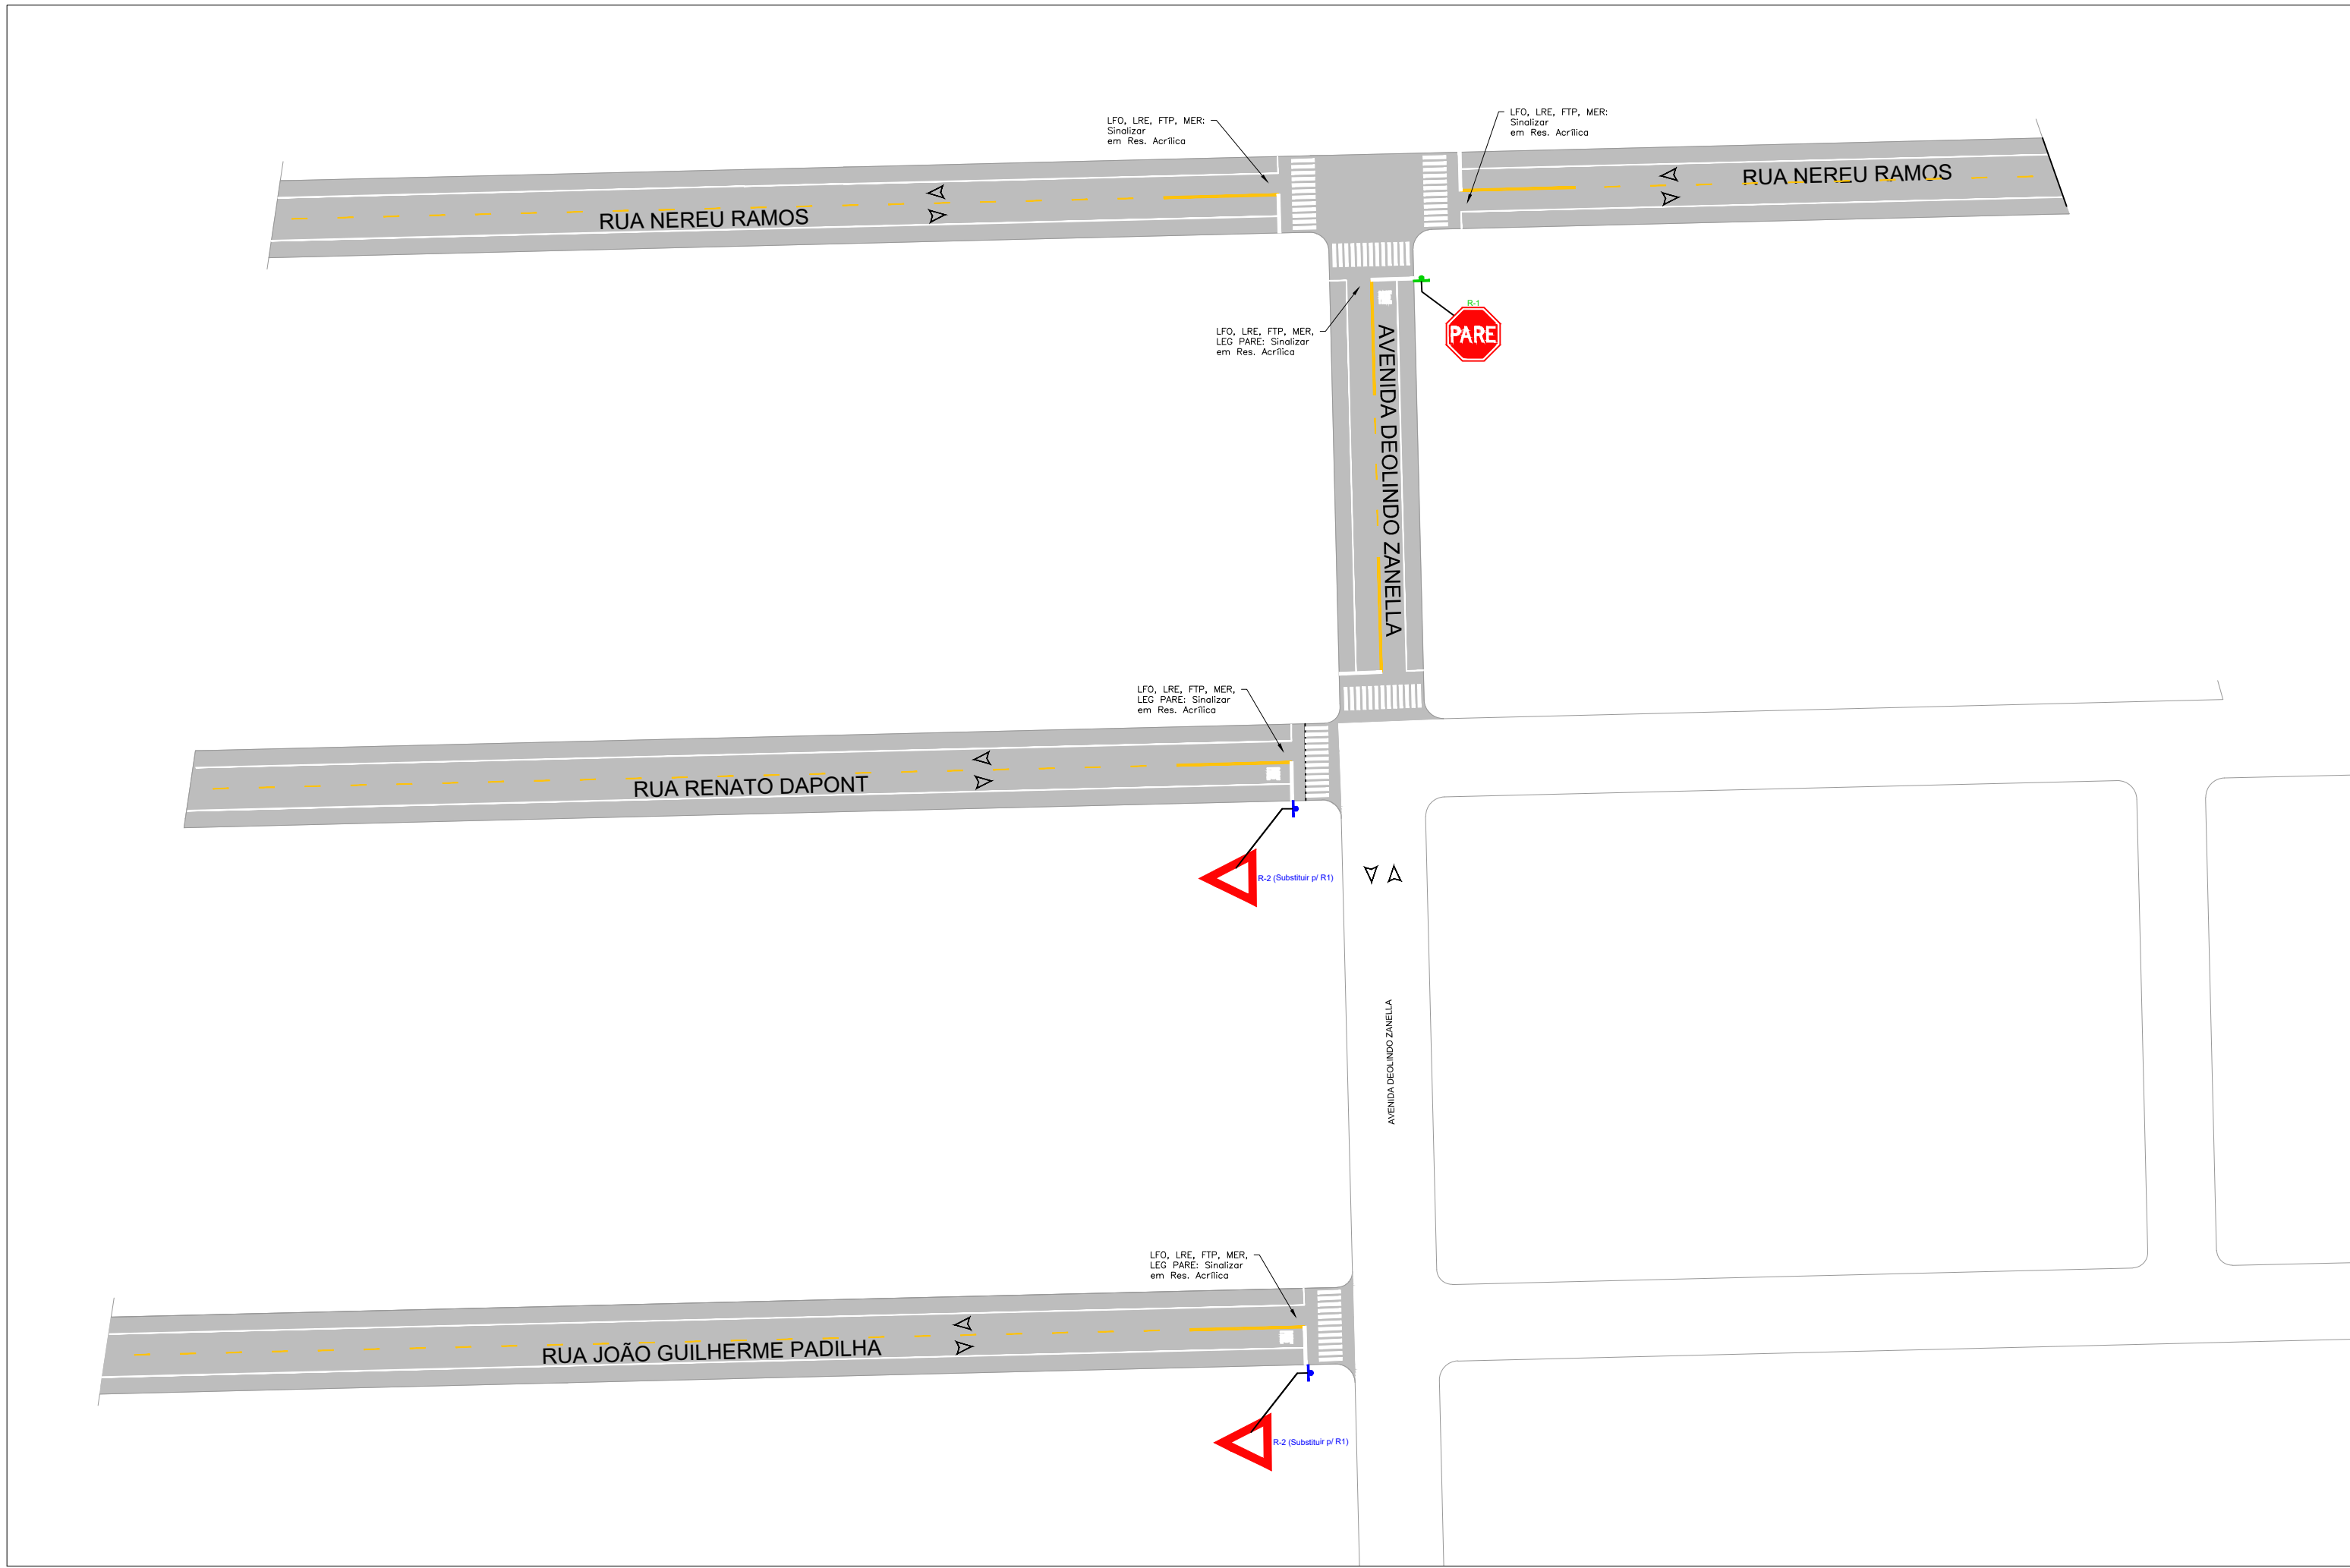 LFO, LRE, FTP, MER:
Sinalizar
em Res. Acrílica
LFO, LRE, FTP, MER:
Sinalizar
em Res. Acrílica
RUA NEREU RAMOS
RUA NEREU RAMOS
R-1
PARE
LFO, LRE, FTP, MER,
LEG PARE: Sinalizar
em Res. Acrílica
AVENIDA DEOLINDO ZANELLA
LFO, LRE, FTP, MER,
LEG PARE: Sinalizar
em Res. Acrílica
RUA RENATO DAPONT
R-2 (Substituir p/ R1)
AVENIDA DEOLINDO ZANELLA
LFO, LRE, FTP, MER,
LEG PARE: Sinalizar
em Res. Acrílica
RUA JOÃO GUILHERME PADILHA
R-2 (Substituir p/ R1)